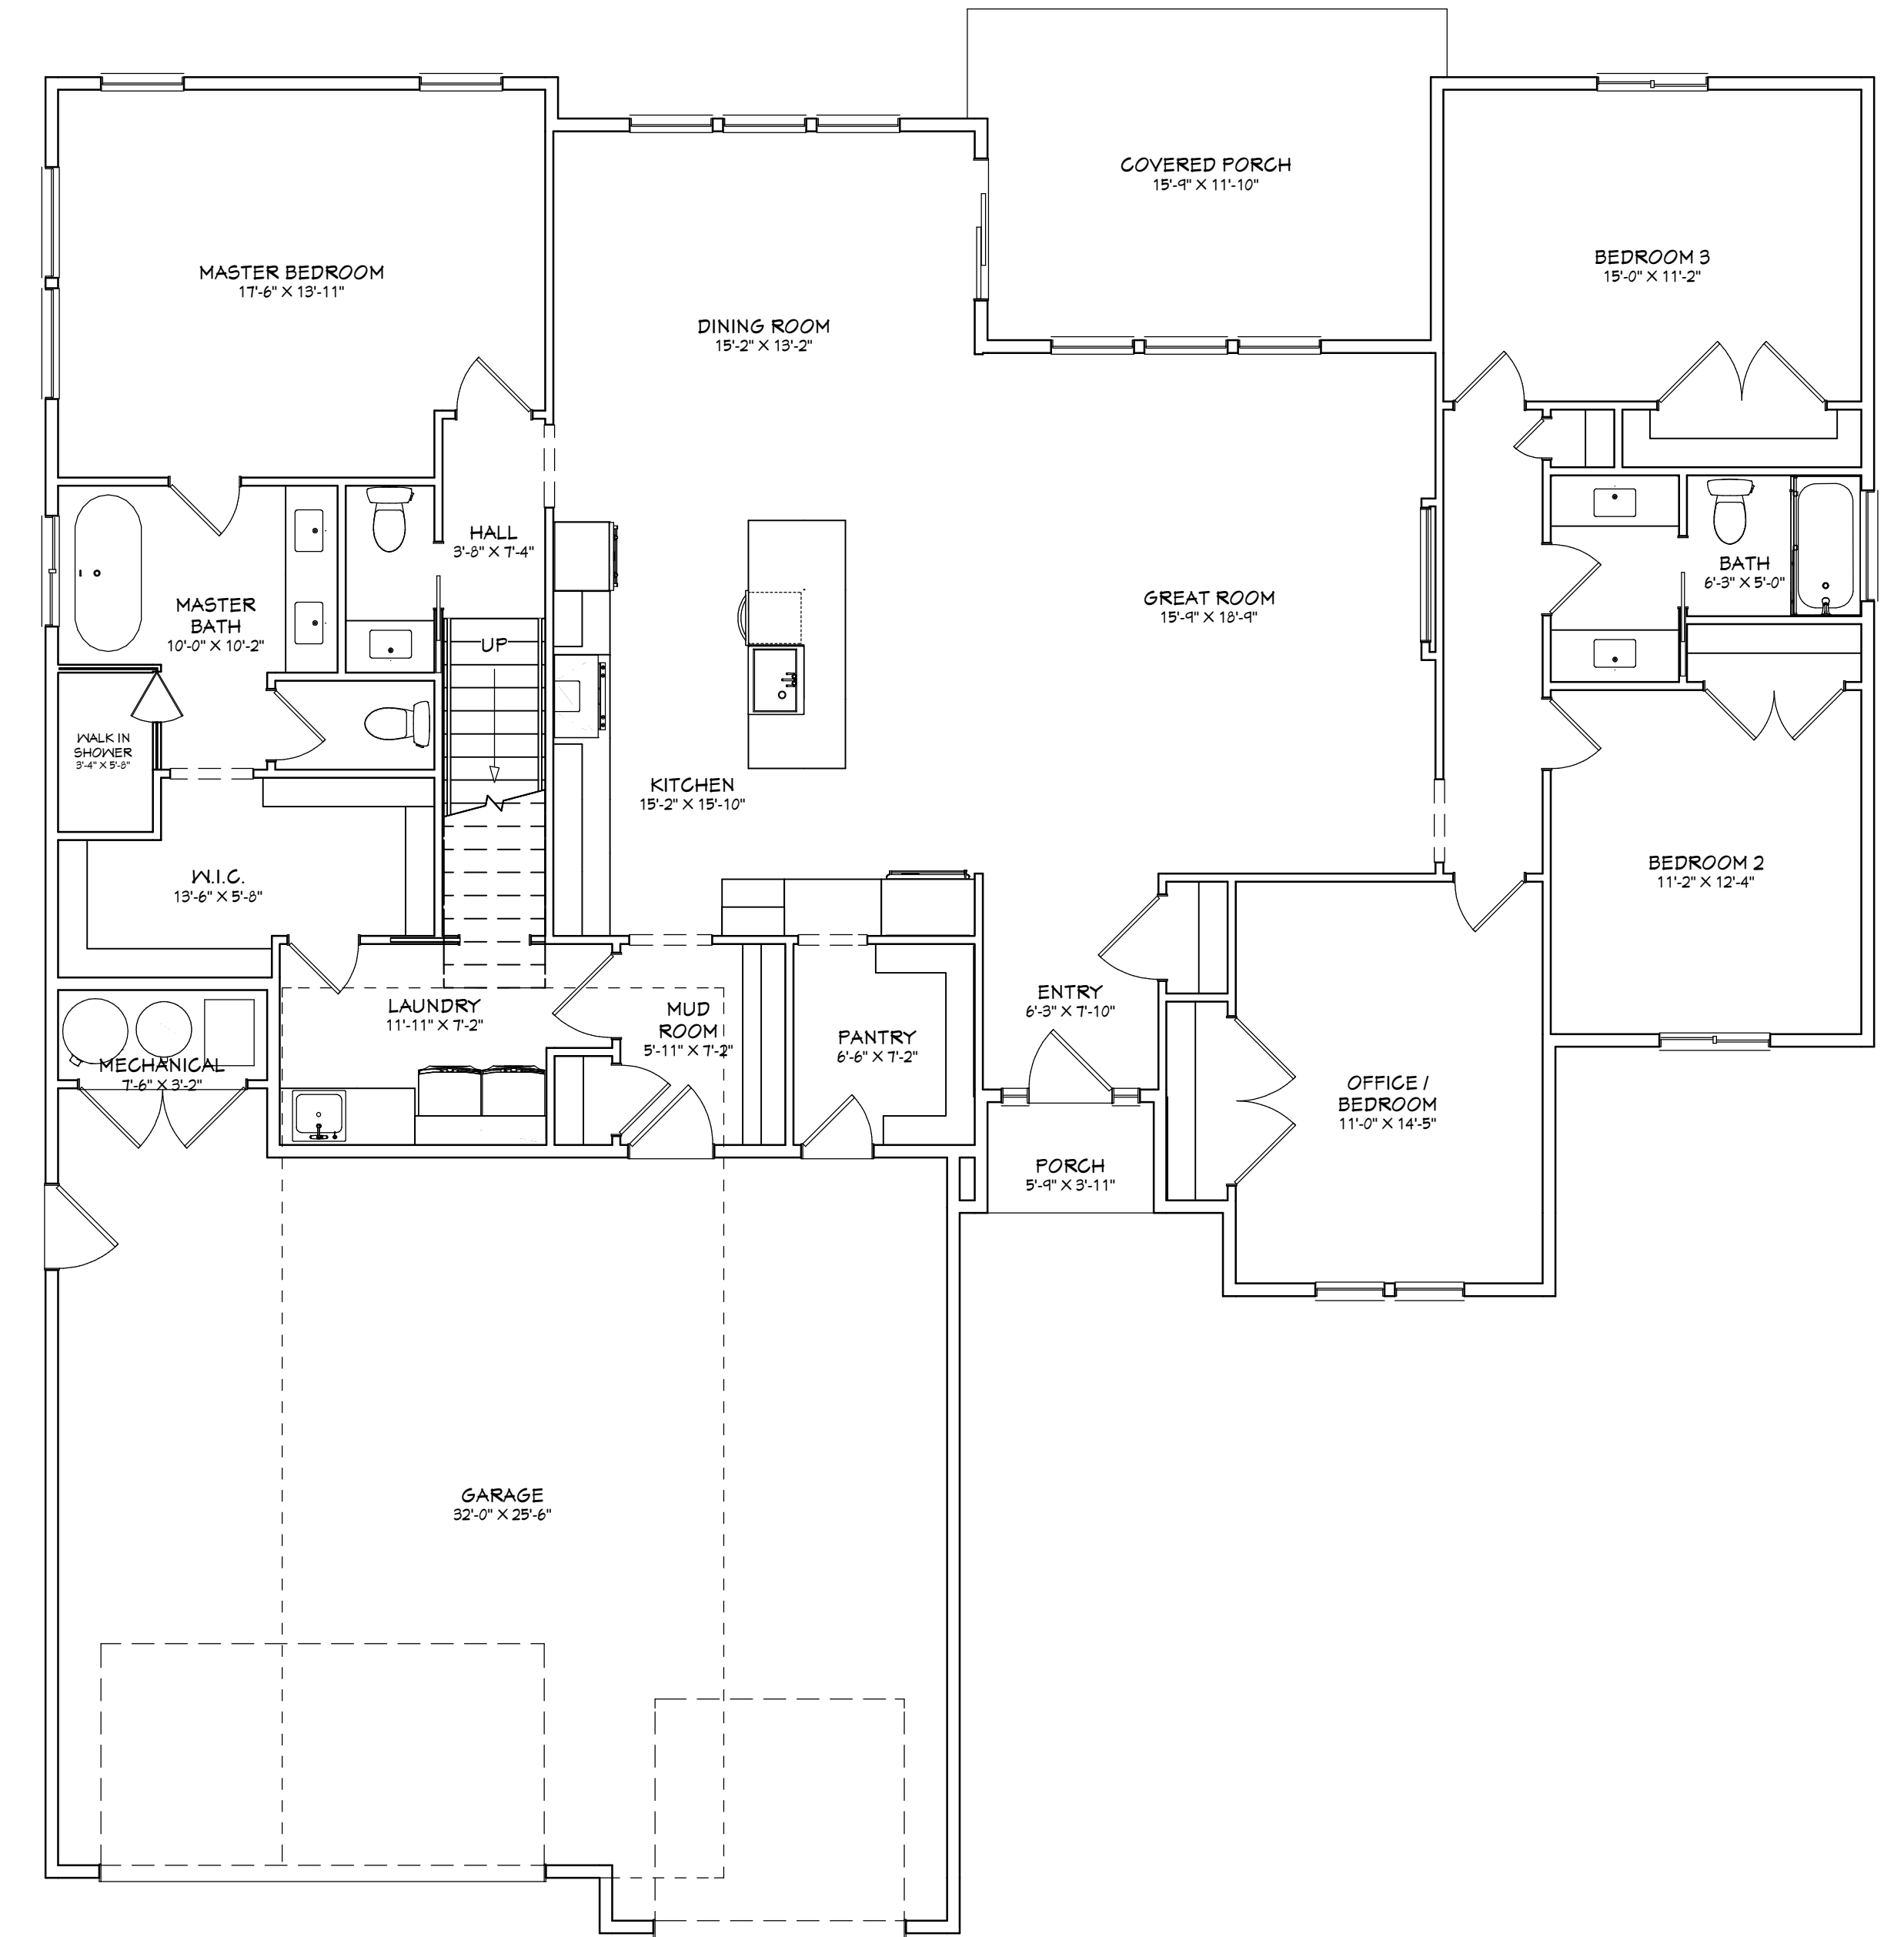 COVERED PORCH
15'-9" X 11'-10"
MASTER BEDROOM
17'-6" X 13'-11"
BEDROOM 3
15'-0" X 11'-2"
DINING ROOM
15'-2" X 13'-2"
HALL
3'-8" X 7'-4"
BATH
6'-3" X 5'-0"
MASTER
BATH
10'-0" X 10'-2"
GREAT ROOM
15'-9" X 18'-9"
UP
WALK IN
SHOWER
3'-4" X 5'-8"
KITCHEN
15'-2" X 15'-10"
W.I.C.
13'-6" X 5'-8"
BEDROOM 2
11'-2" X 12'-4"
LAUNDRY
11'-11" X 7'-2"
MUD
ROOM
5'-11" X 7'-2"
ENTRY
6'-3" X 7'-10"
PANTRY
6'-6" X 7'-2"
MECHANICAL
7'-6" X 3'-2"
OFFICE /
BEDROOM
11'-0" X 14'-5"
PORCH
5'-9" X 3'-11"
GARAGE
32'-0" X 25'-6"